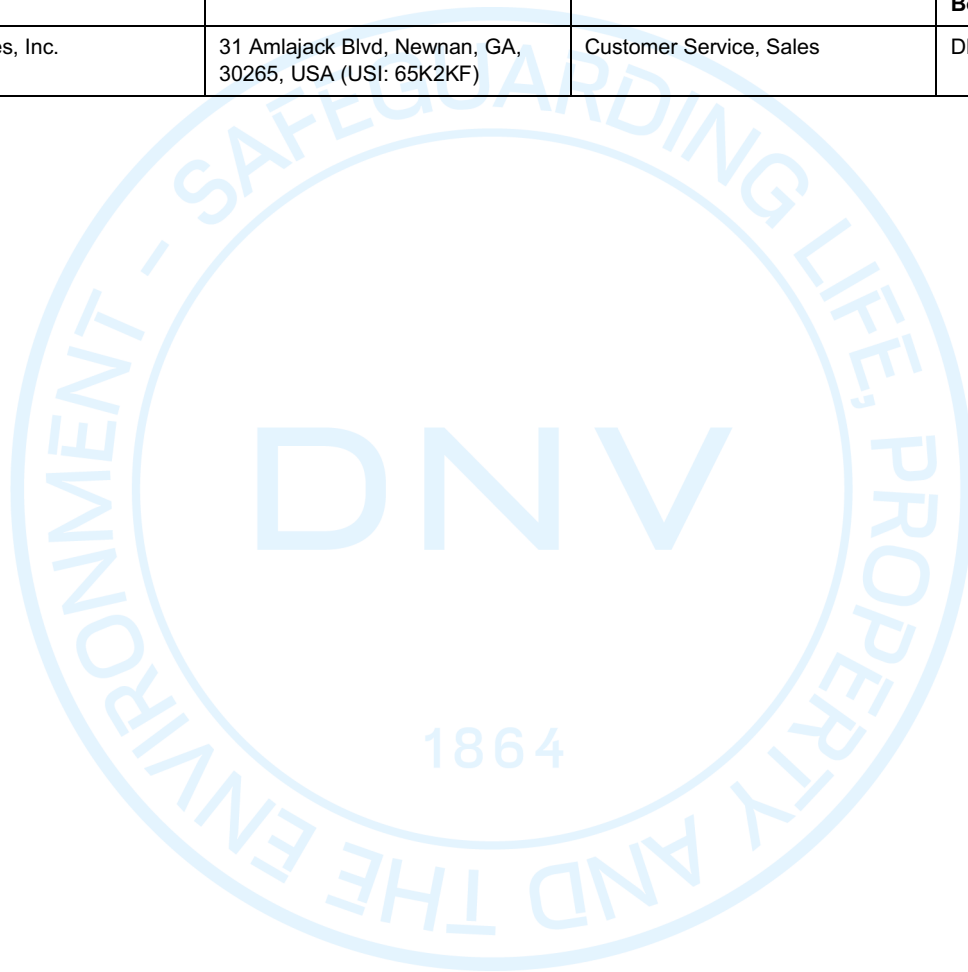 s, Inc.
31 Amlajack Blvd, Newnan, GA,
30265, USA (USI: 65K2KF)
Customer Service, Sales
SAFEGUARDING LIFE, PROPERTY AND THE ENVIRONMENT -
DNV
1864